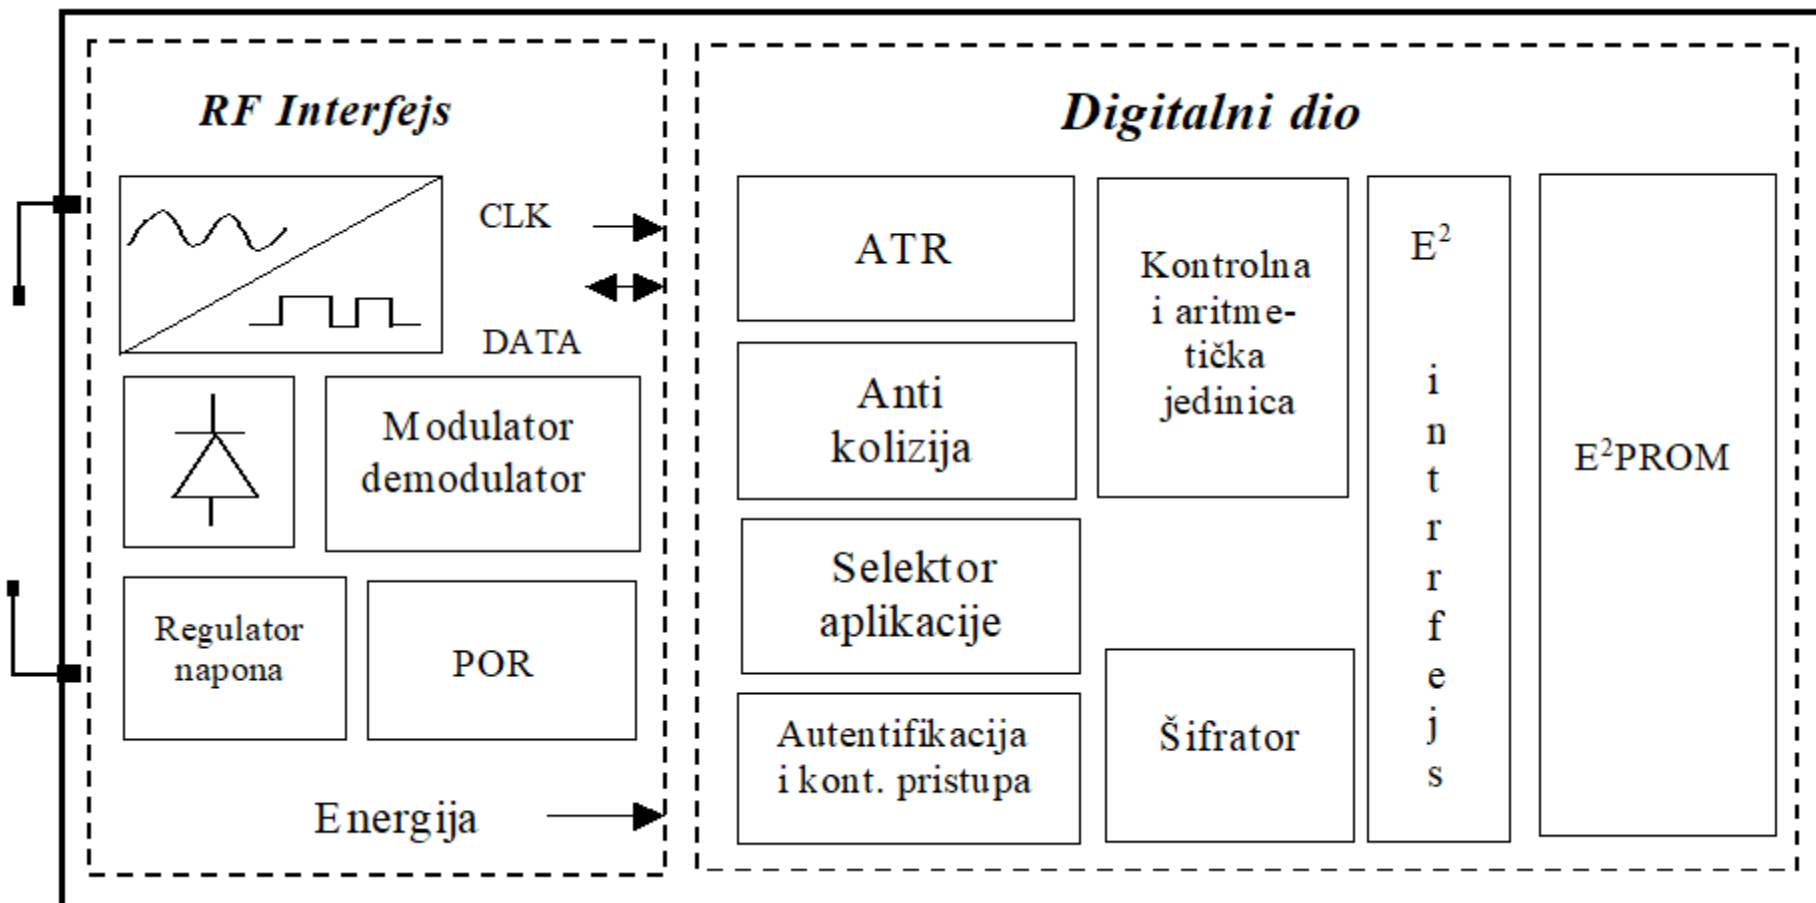 RF Interfejs
CLK
DATA
Modulator
demodulator
Regulator
napona
POR
Energija
Digitalni dio
ATR
Anti
kolizija
Selektor
aplikacije
Autentifikacija
i kont. pristupa
Kontrolna
i aritme-
tička
jedinica
Šifrator
E²
i
n
t
r
r
f
e
j
s
E²PROM